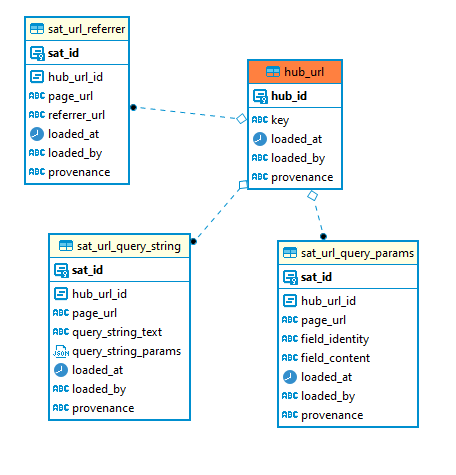 sat_url_referrer
sat_id
hub_url_id
ABC page_url
ABC referrer_url
loaded_at
ABC loaded_by
ABC provenance
hub_url
hub_id
ABC key
loaded_at
ABC loaded_by
ABC provenance
sat_url_query_string
sat_id
hub_url_id
ABC page_url
ABC query_string_text
JSON query_string_params
loaded_at
ABC loaded_by
ABC provenance
sat_url_query_params
sat_id
hub_url_id
ABC page_url
ABC field_identity
ABC field_content
loaded_at
ABC loaded_by
ABC provenance